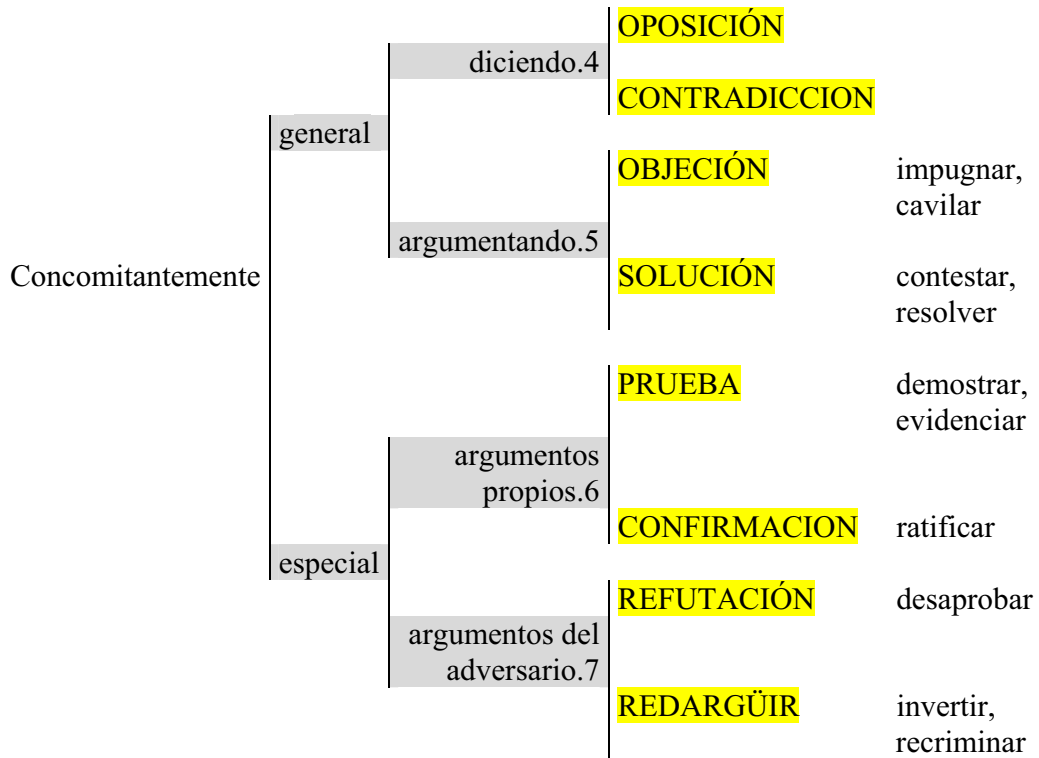 OPOSICIÓN
diciendo.4
CONTRADICCION
general
OBJECIÓN impugnar,
cavilar
argumentando.5
Concomitantemente
SOLUCIÓN contestar,
resolver
PRUEBA demostrar,
evidenciar
argumentos
propios.6
CONFIRMACION ratificar
especial
REFUTACIÓN desaprobar
argumentos del
adversario.7
REDARGÜIR invertir,
recriminar